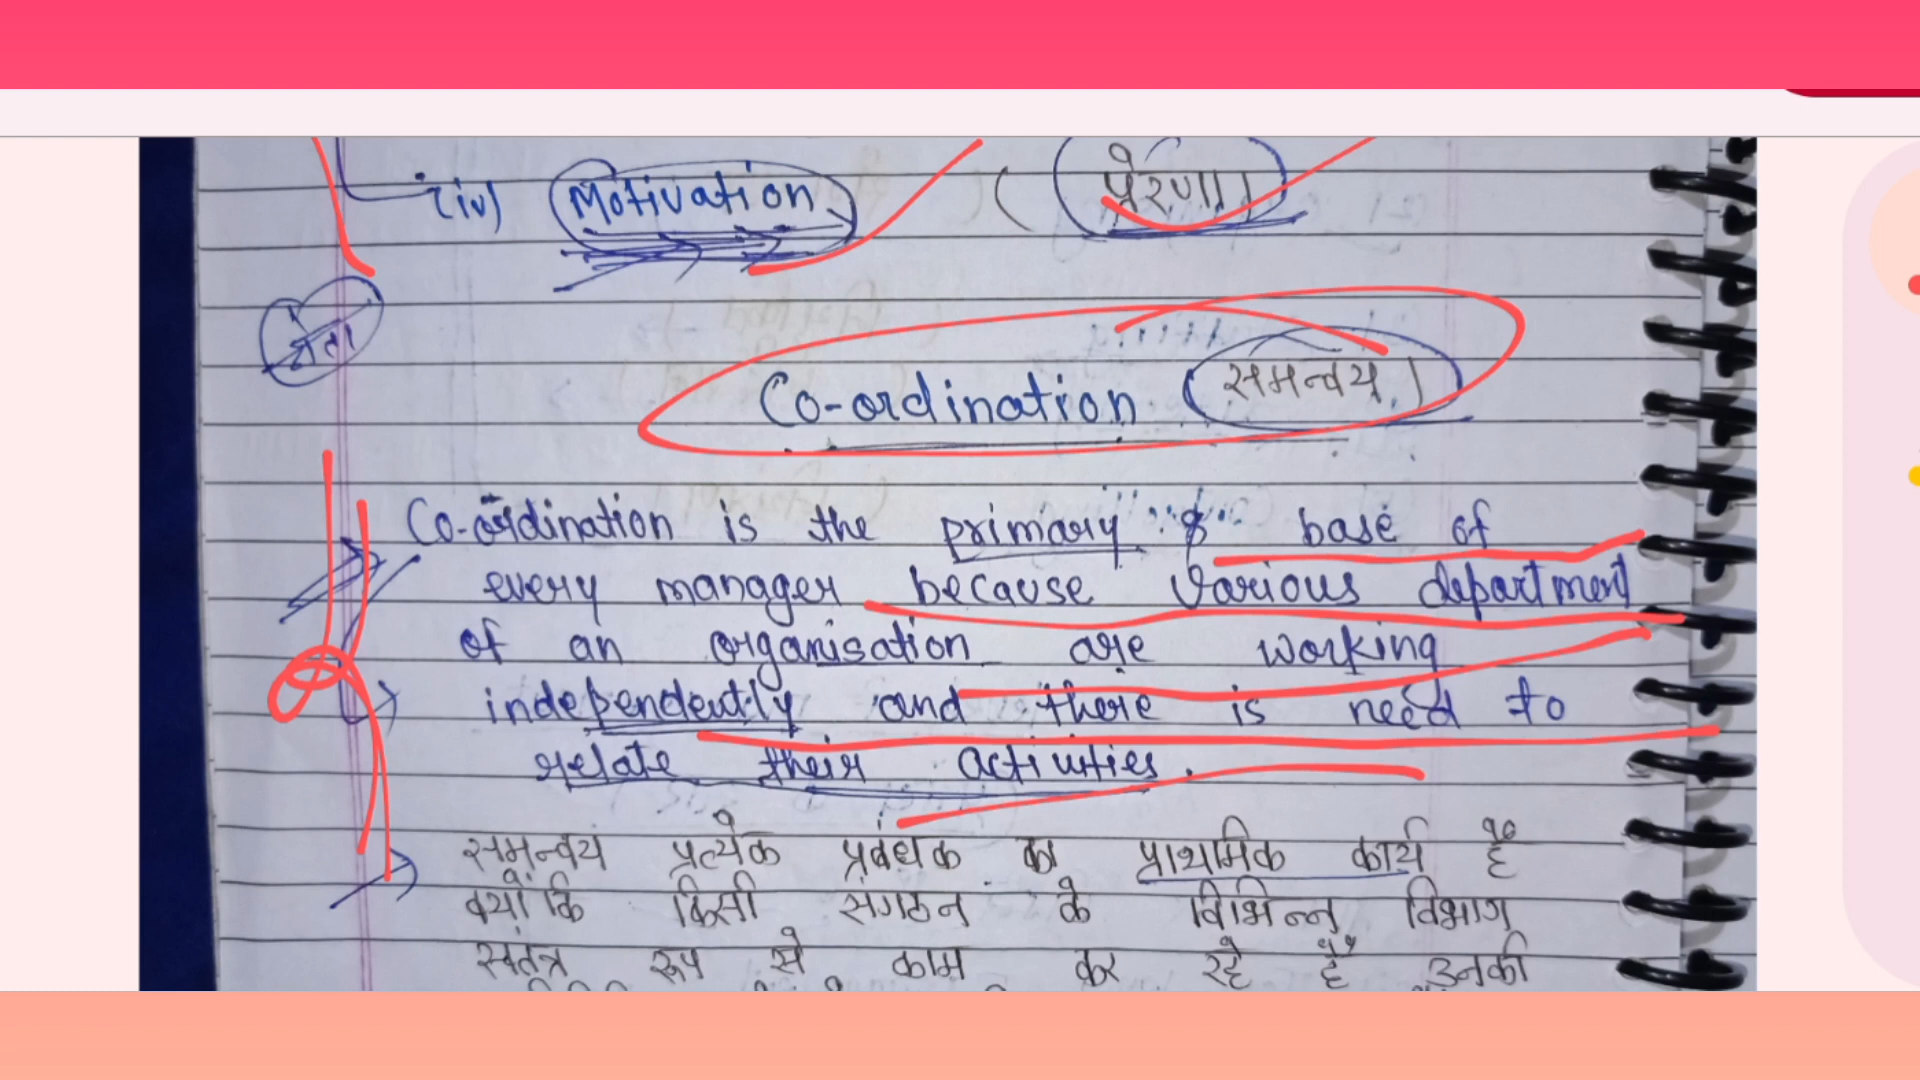 (iv) Motivation ( प्रेरणा)
Co-ordination (समन्वय)
Co-ordination is the primary & base of
every manager because various department
of an organisation are working
independently and there is need to
relate their activities.
समन्वय प्रत्येक प्रबंधक का प्राथमिक कार्य है
क्योंकि किसी संगठन के विभिन्न विभाग
स्वतंत्र रूप से काम कर रहे हैं उनकी